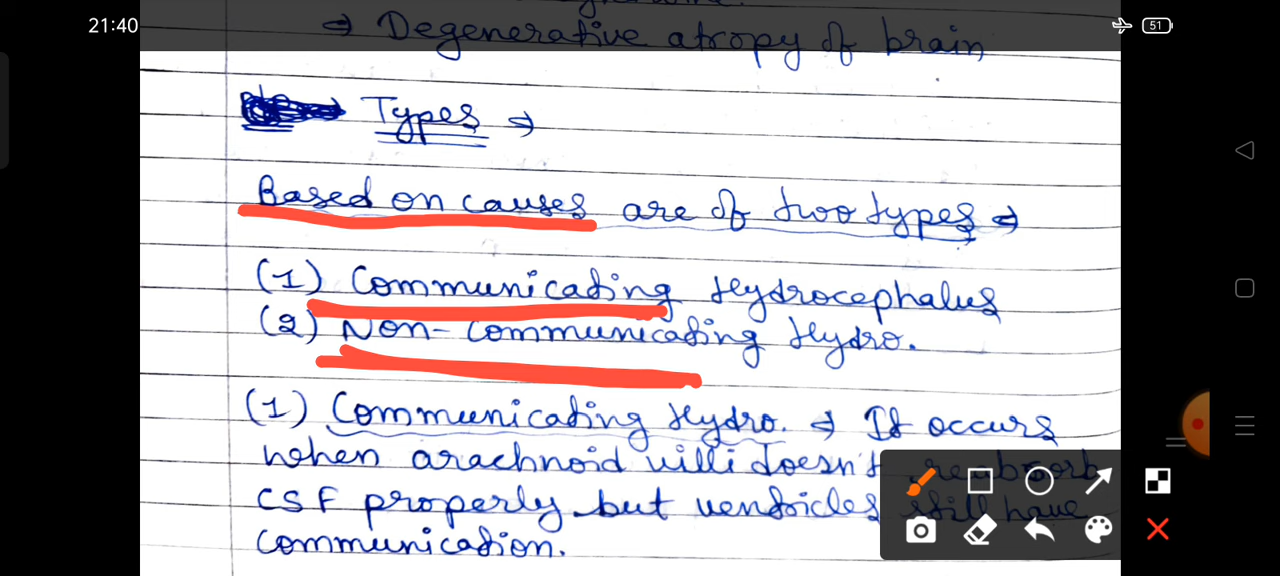 21:40
51
⇒ Degenerative atropy of brain
Types ⇒
Based on causes are of two types ⇒
(1) Communicating Hydrocephalus
(2) Non-Communicating Hydro.
(1) Communicating Hydro. ⇒ It occurs
when arachnoid villi doesn't reabsorb
CSF properly but ventricles still have
communication.